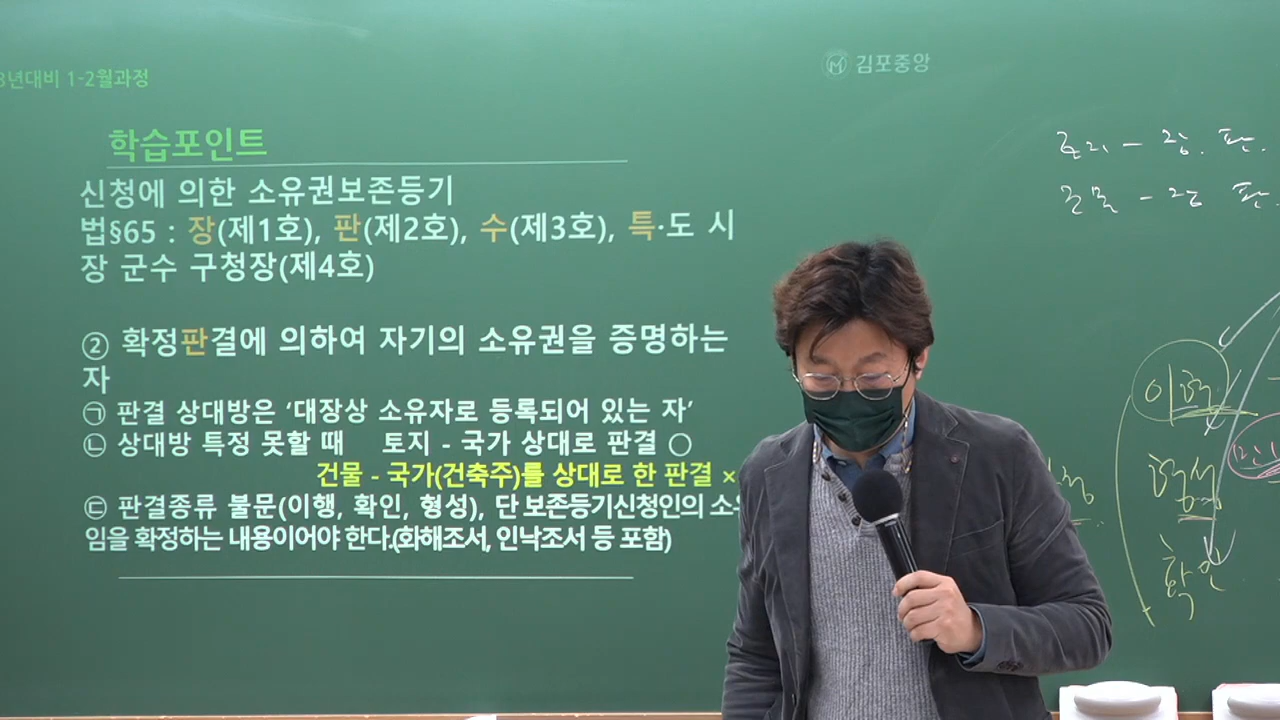 8년대비 1-2월과정
김포중앙
학습포인트
신청에 의한 소유권보존등기
법§65 : 장(제1호), 판(제2호), 수(제3호), 특·도 시
장 군수 구청장(제4호)
② 확정판결에 의하여 자기의 소유권을 증명하는
자
㉠ 판결 상대방은 ‘대장상 소유자로 등록되어 있는 자’
㉡ 상대방 특정 못할 때 토지 - 국가 상대로 판결 ○
건물 - 국가(건축주)를 상대로 한 판결 ×
㉢ 판결종류 불문(이행, 확인, 형성), 단 보존등기신청인의 소유
임을 확정하는 내용이어야 한다.(화해조서, 인낙조서 등 포함)
이행
형성
확인